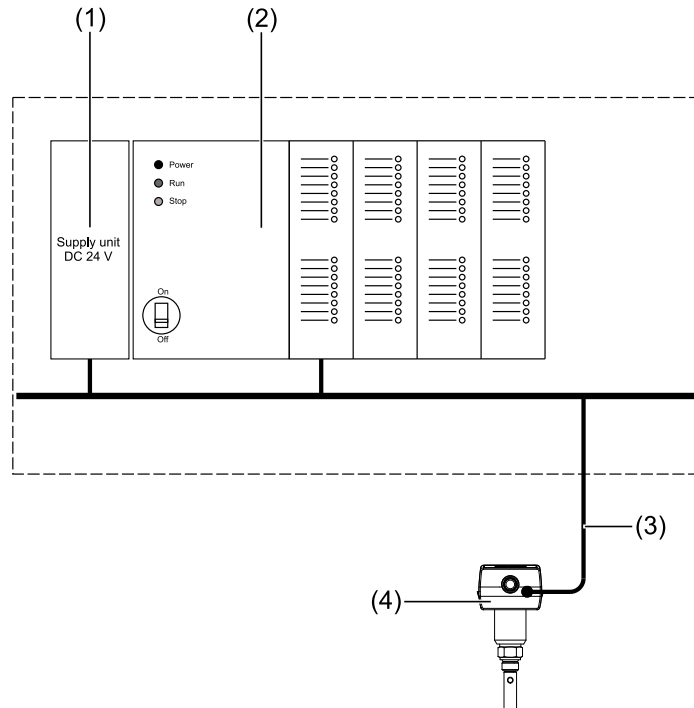 (1)
(2)
Power
Run
Stop
Supply unit
DC 24 V
On
Off
(3)
(4)